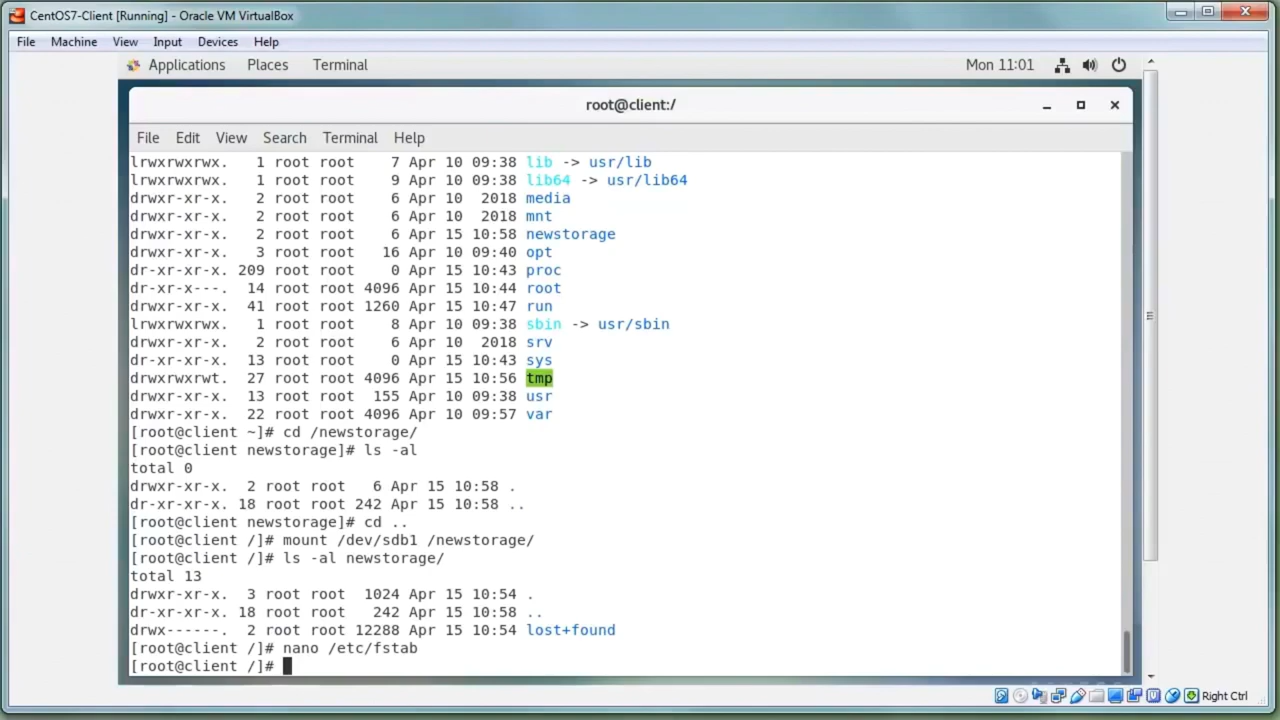 CentOS7-Client [Running] - Oracle VM VirtualBox
File Machine View Input Devices Help
Applications Places Terminal Mon 11:01
root@client:/
File Edit View Search Terminal Help
lrwxrwxrwx.   1 root root    7 Apr 10 09:38 lib -> usr/lib
lrwxrwxrwx.   1 root root    9 Apr 10 09:38 lib64 -> usr/lib64
drwxr-xr-x.   2 root root    6 Apr 10  2018 media
drwxr-xr-x.   2 root root    6 Apr 10  2018 mnt
drwxr-xr-x.   2 root root    6 Apr 15 10:58 newstorage
drwxr-xr-x.   3 root root   16 Apr 10 09:40 opt
dr-xr-xr-x. 209 root root    0 Apr 15 10:43 proc
dr-xr-x---.  14 root root 4096 Apr 15 10:44 root
drwxr-xr-x.  41 root root 1260 Apr 15 10:47 run
lrwxrwxrwx.   1 root root    8 Apr 10 09:38 sbin -> usr/sbin
drwxr-xr-x.   2 root root    6 Apr 10  2018 srv
dr-xr-xr-x.  13 root root    0 Apr 15 10:43 sys
drwxrwxrwt.  27 root root 4096 Apr 15 10:56 tmp
drwxr-xr-x.  13 root root  155 Apr 10 09:38 usr
drwxr-xr-x.  22 root root 4096 Apr 10 09:57 var
[root@client ~]# cd /newstorage/
[root@client newstorage]# ls -al
total 0
drwxr-xr-x.  2 root root   6 Apr 15 10:58 .
dr-xr-xr-x. 18 root root 242 Apr 15 10:58 ..
[root@client newstorage]# cd ..
[root@client /]# mount /dev/sdb1 /newstorage/
[root@client /]# ls -al newstorage/
total 13
drwxr-xr-x.  3 root root  1024 Apr 15 10:54 .
dr-xr-xr-x. 18 root root   242 Apr 15 10:58 ..
drwx------.  2 root root 12288 Apr 15 10:54 lost+found
[root@client /]# nano /etc/fstab
[root@client /]#
Right Ctrl